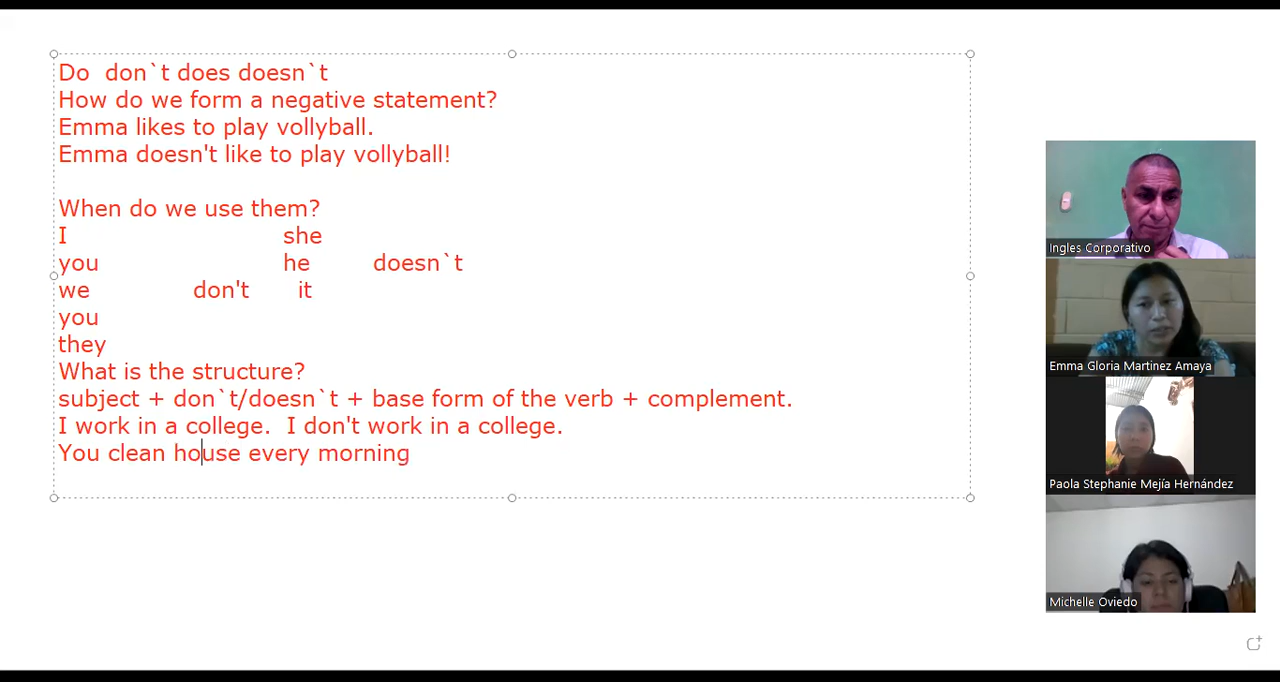 Do  don`t does doesn`t
How do we form a negative statement?
Emma likes to play vollyball.
Emma doesn't like to play vollyball!
When do we use them?
I she
you he doesn`t
we don't it
you
they
What is the structure?
subject + don`t/doesn`t + base form of the verb + complement.
I work in a college.  I don't work in a college.
You clean house every morning
Ingles Corporativo
Emma Gloria Martinez Amaya
Paola Stephanie Mejía Hernández
Michelle Oviedo